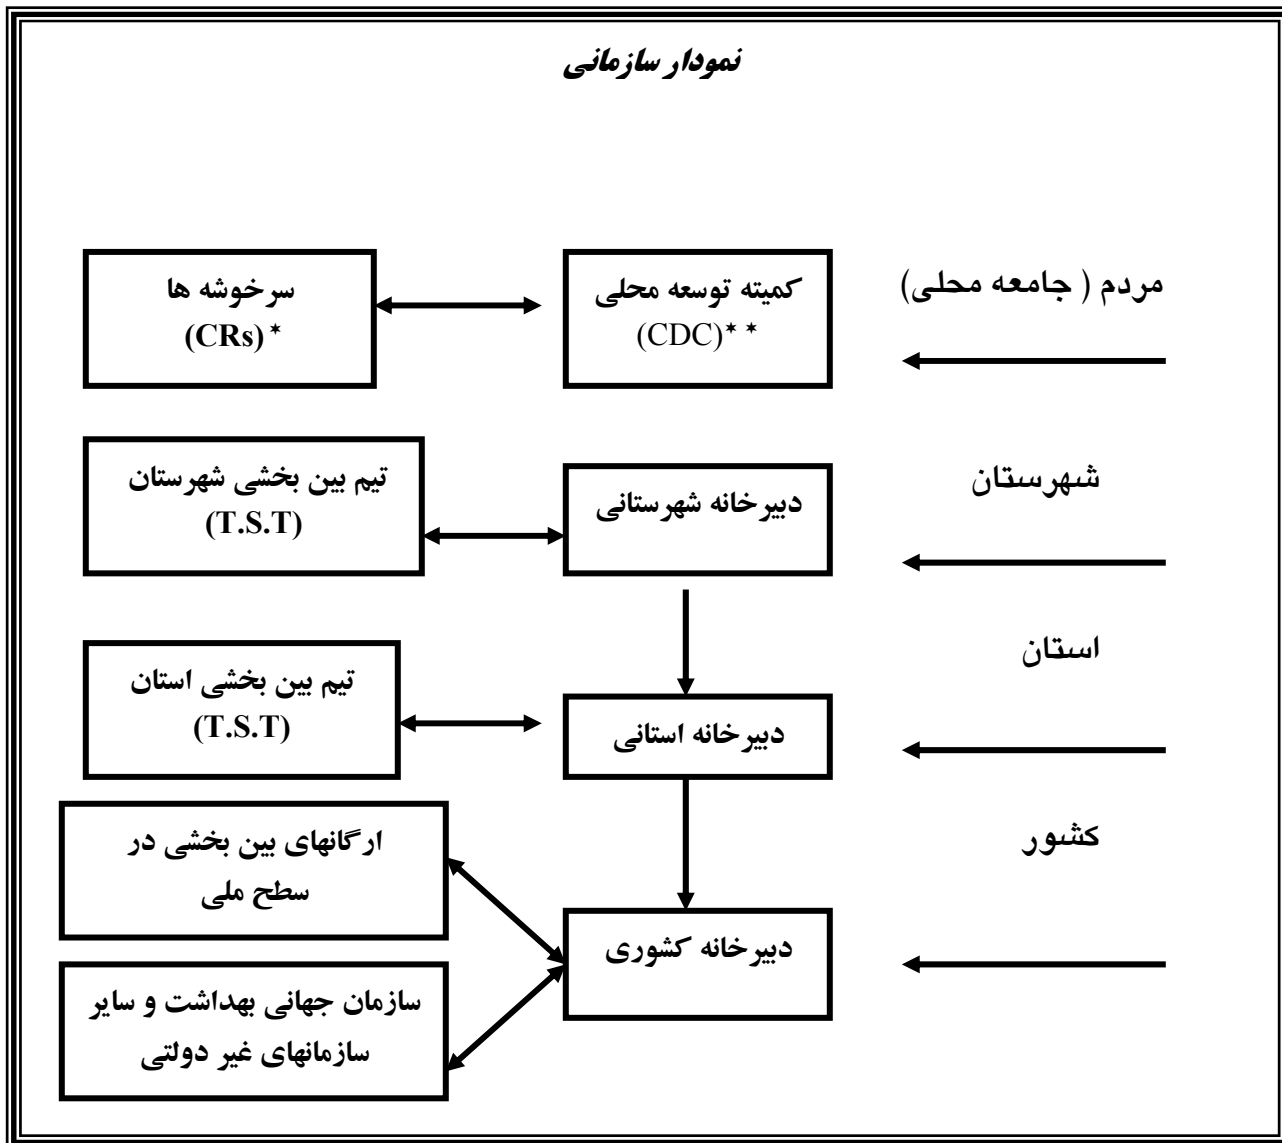 نمودار سازمانی
مردم ( جامعه محلی)
کمیته توسعه محلی
(CDC)* *
سرخوشه ها
(CRs)*
شهرستان
دبیرخانه شهرستانی
تیم بین بخشی شهرستان
(T.S.T)
استان
دبیرخانه استانی
تیم بین بخشی استان
(T.S.T)
کشور
دبیرخانه کشوری
ارگانهای بین بخشی در
سطح ملی
سازمان جهانی بهداشت و سایر
سازمانهای غیر دولتی